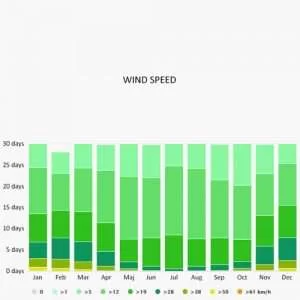 WIND SPEED
30 days
25 days
20 days
15 days
10 days
5 days
0 days
Jan Feb Mar Apr Maj Jun Jul Aug Sep Oct Nov Dec
0 >1 >5 >12 >19 >28 >38 >50 >61 km/h